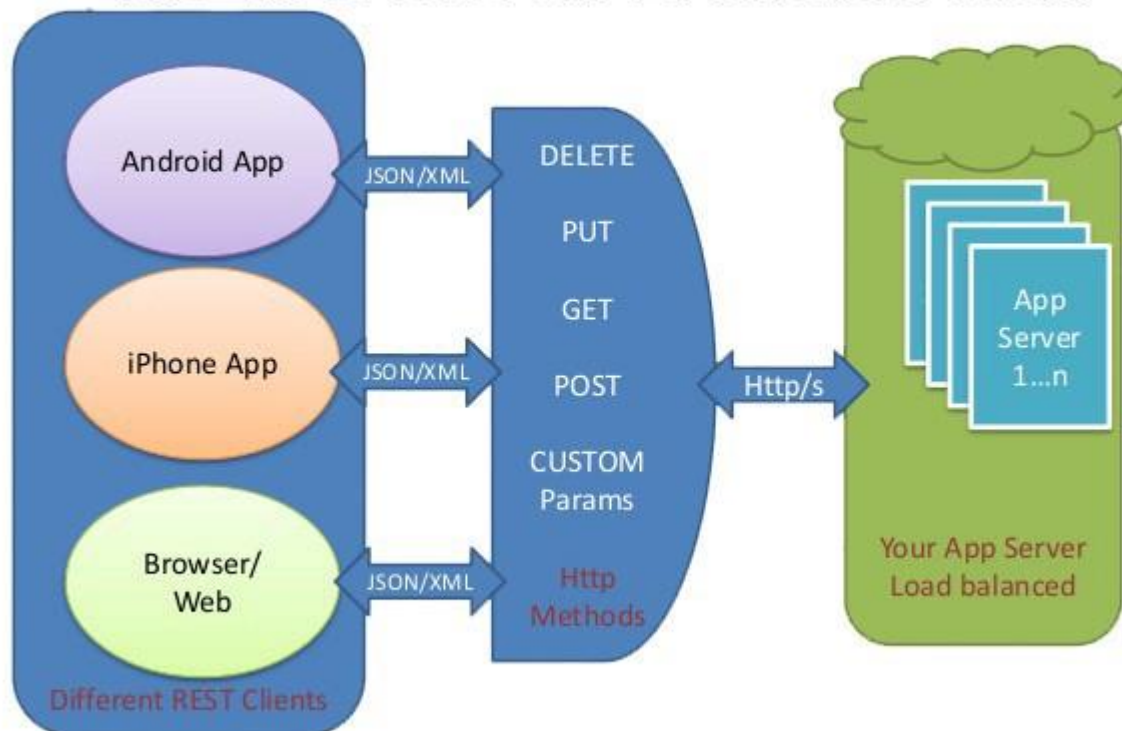 Android App
JSON/XML
DELETE
PUT
GET
iPhone App
JSON/XML
POST
Http/s
App
Server
1...n
CUSTOM
Params
Browser/
Web
JSON/XML
Http
Methods
Your App Server
Load balanced
Different REST Clients